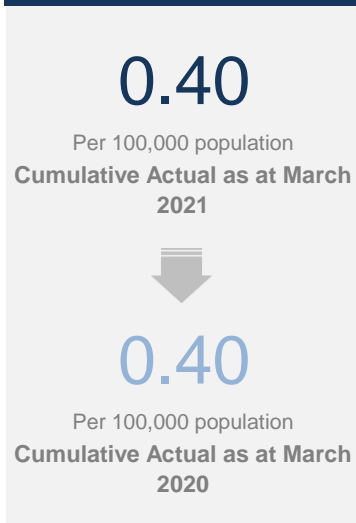 0.40
Per 100,000 population
Cumulative Actual as at March
2021
0.40
Per 100,000 population
Cumulative Actual as at March
2020